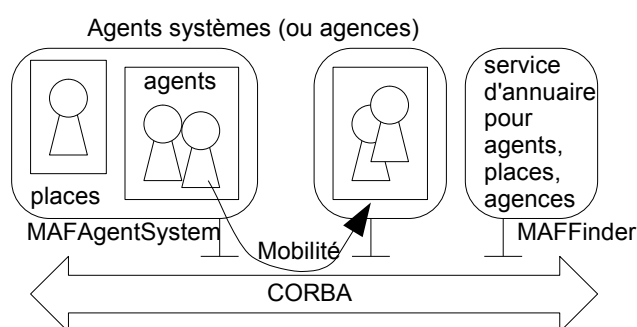 Agents systèmes (ou agences)
agents
places
MAFAgentSystem
Mobilité
service
d'annuaire
pour
agents,
places,
agences
MAFFinder
CORBA